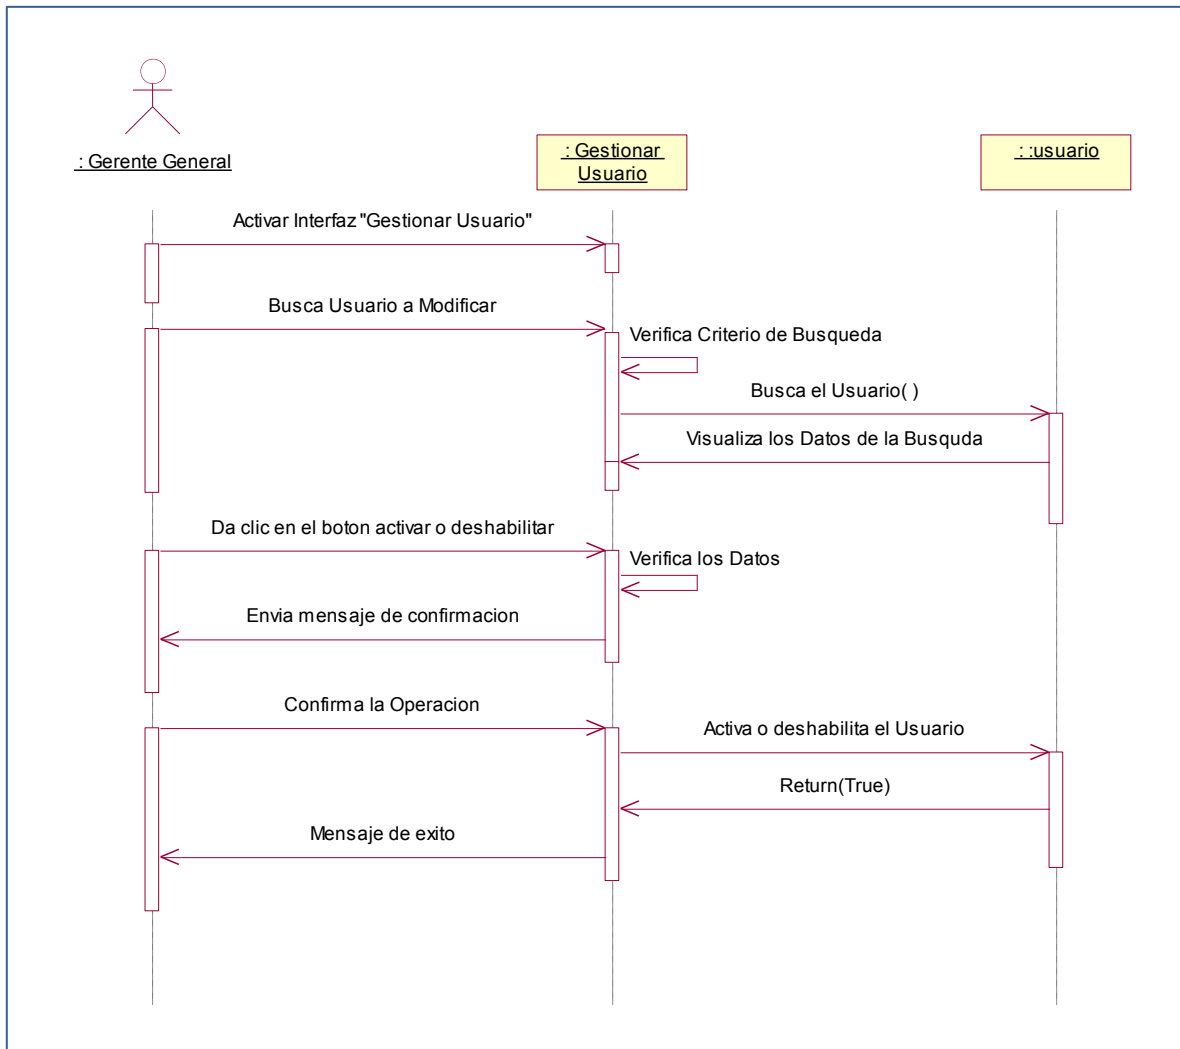 : Gerente General
: Gestionar
Usuario
: :usuario
Activar Interfaz "Gestionar Usuario"
Busca Usuario a Modificar
Verifica Criterio de Busqueda
Busca el Usuario( )
Visualiza los Datos de la Busquda
Da clic en el boton activar o deshabilitar
Verifica los Datos
Envia mensaje de confirmacion
Confirma la Operacion
Activa o deshabilita el Usuario
Return(True)
Mensaje de exito